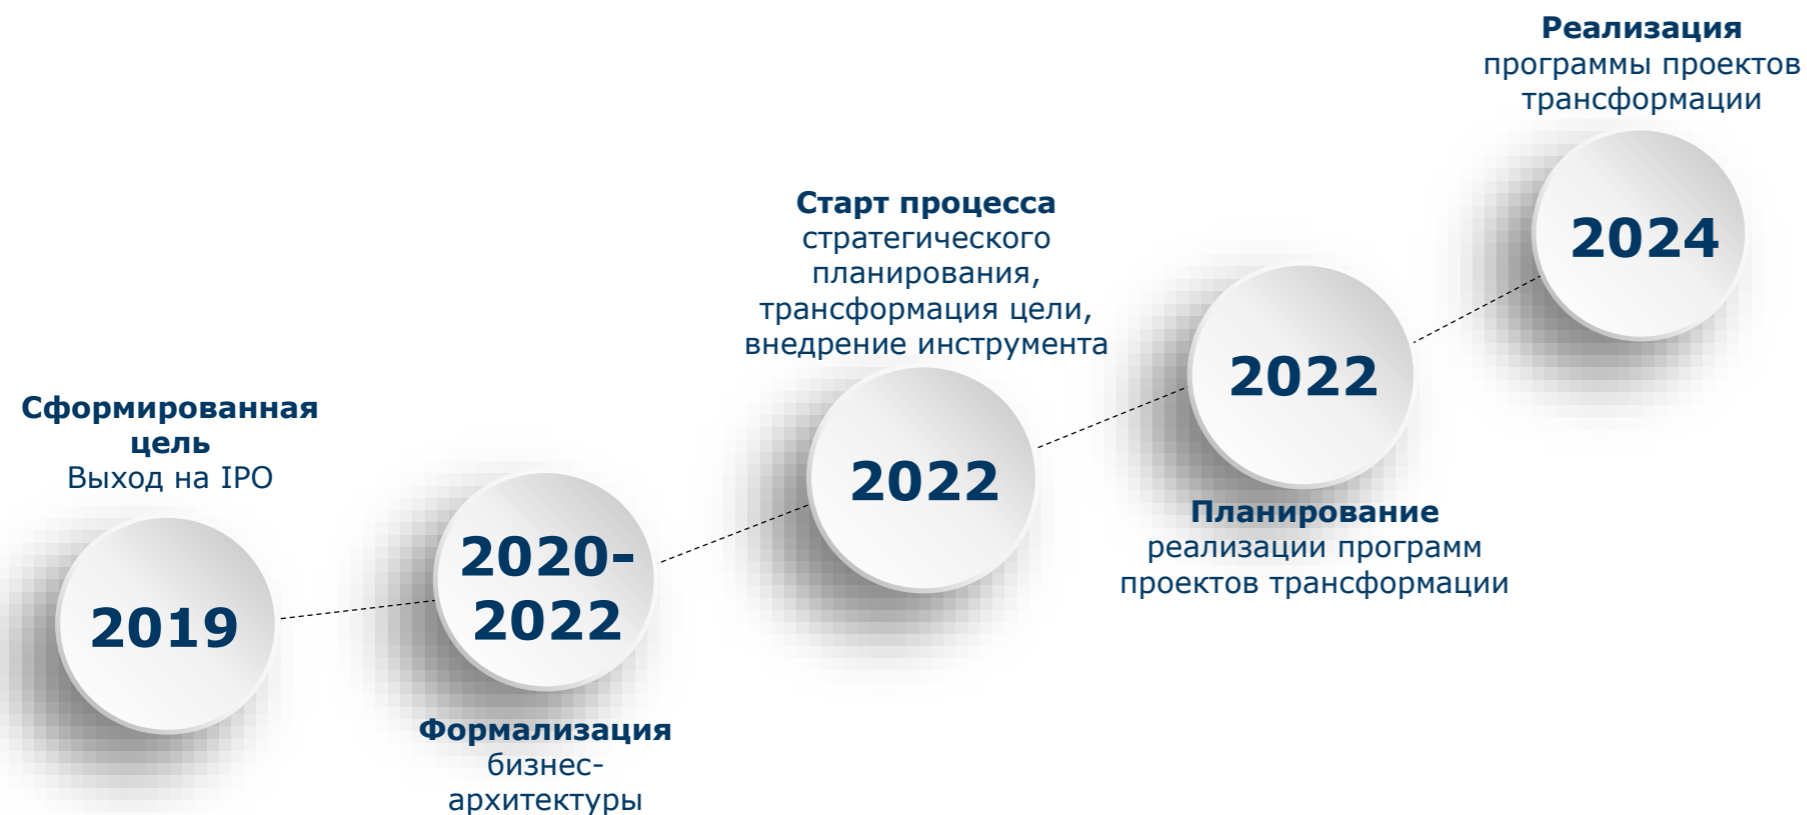 Сформированная
цель
Выход на IPO
2019
2020-
2022
Формализация
бизнес-
архитектуры
Старт процесса
стратегического
планирования,
трансформация цели,
внедрение инструмента
2022
2022
Планирование
реализации программ
проектов трансформации
Реализация
программы проектов
трансформации
2024